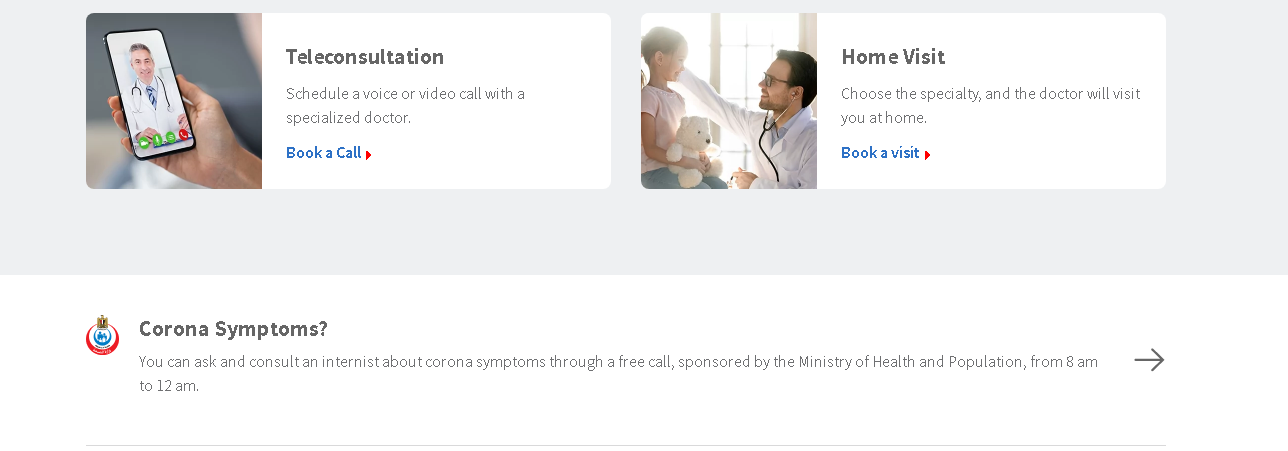 Teleconsultation
Schedule a voice or video call with a
specialized doctor.
Book a Call
Home Visit
Choose the specialty, and the doctor will visit
you at home.
Book a visit
Corona Symptoms?
You can ask and consult an internist about corona symptoms through a free call, sponsored by the Ministry of Health and Population, from 8 am
to 12 am.